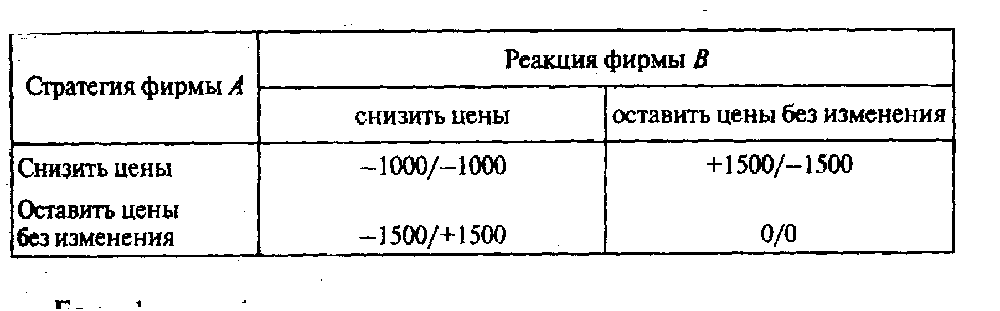 Стратегия фирмы A
Реакция фирмы B
снизить цены
оставить цены без изменения
Снизить цены
–1000/–1000
+1500/–1500
Оставить цены
без изменения
–1500/+1500
0/0